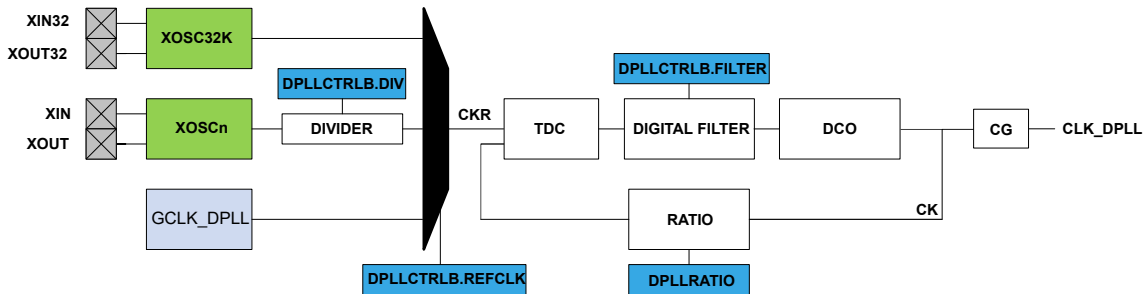 XIN32
XOSC32K
XOUT32
DPLLCTRLB.FILTER
DPLLCTRLB.DIV
XIN
CKR
XOSCn
DIVIDER
TDC
DIGITAL FILTER
DCO
CG
CLK_DPLL
XOUT
GCLK_DPLL
RATIO
CK
DPLLCTRLB.REFCLK
DPLLRATIO